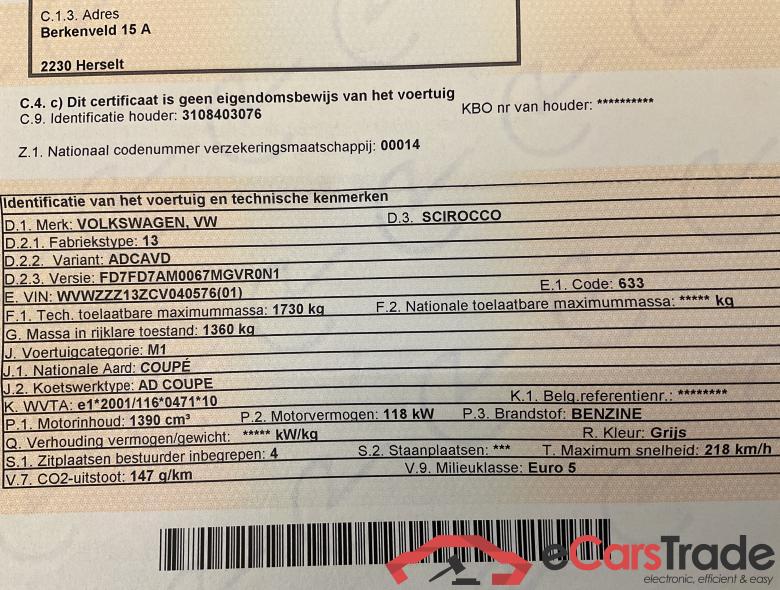 C.1.3. Adres
Berkenveld 15 A
2230 Herselt
C.4. c) Dit certificaat is geen eigendomsbewijs van het voertuig
C.9. Identificatie houder: 3108403076 KBO nr van houder: **********
Z.1. Nationaal codenummer verzekeringsmaatschappij: 00014
Identificatie van het voertuig en technische kenmerken
D.1. Merk: VOLKSWAGEN, VW D.3. SCIROCCO
D.2.1. Fabriekstype: 13
D.2.2. Variant: ADCAVD
D.2.3. Versie: FD7FD7AM0067MGVR0N1
E. VIN: WVWZZZ13ZCV040576(01) E.1. Code: 633
F.1. Tech. toelaatbare maximummassa: 1730 kg F.2. Nationale toelaatbare maximummassa: ***** kg
G. Massa in rijklare toestand: 1360 kg
J. Voertuigcategorie: M1
J.1. Nationale Aard: COUPÉ
J.2. Koetswerktype: AD COUPE
K. WVTA: e1*2001/116*0471*10 K.1. Belg.referentienr.: ********
P.1. Motorinhoud: 1390 cm³ P.2. Motorvermogen: 118 kW P.3. Brandstof: BENZINE
Q. Verhouding vermogen/gewicht: ***** kW/kg R. Kleur: Grijs
S.1. Zitplaatsen bestuurder inbegrepen: 4 S.2. Staanplaatsen: *** T. Maximum snelheid: 218 km/h
V.7. CO2-uitstoot: 147 g/km V.9. Milieuklasse: Euro 5
eCarsTrade
electronic, efficient & easy